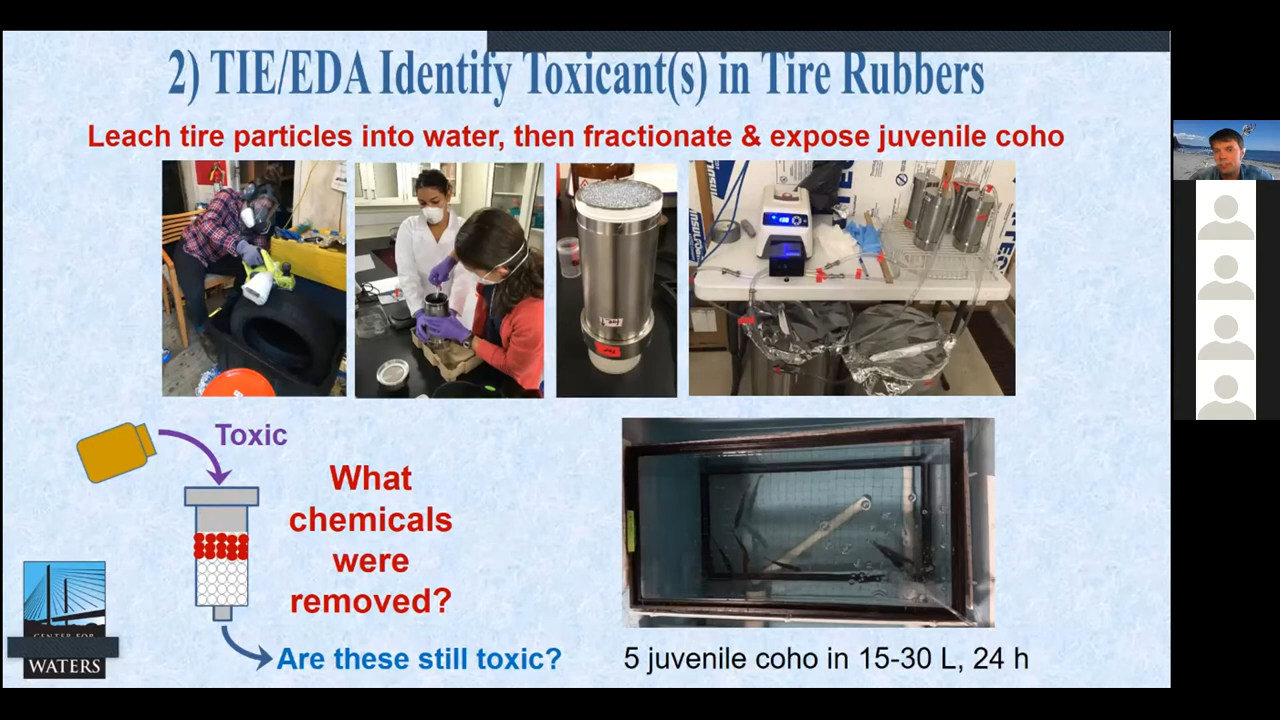 2) TIE/EDA Identify Toxicant(s) in Tire Rubbers
Leach tire particles into water, then fractionate & expose juvenile coho
Toxic
What
chemicals
were
removed?
Are these still toxic?
5 juvenile coho in 15-30 L, 24 h
CENTER FOR
WATERS